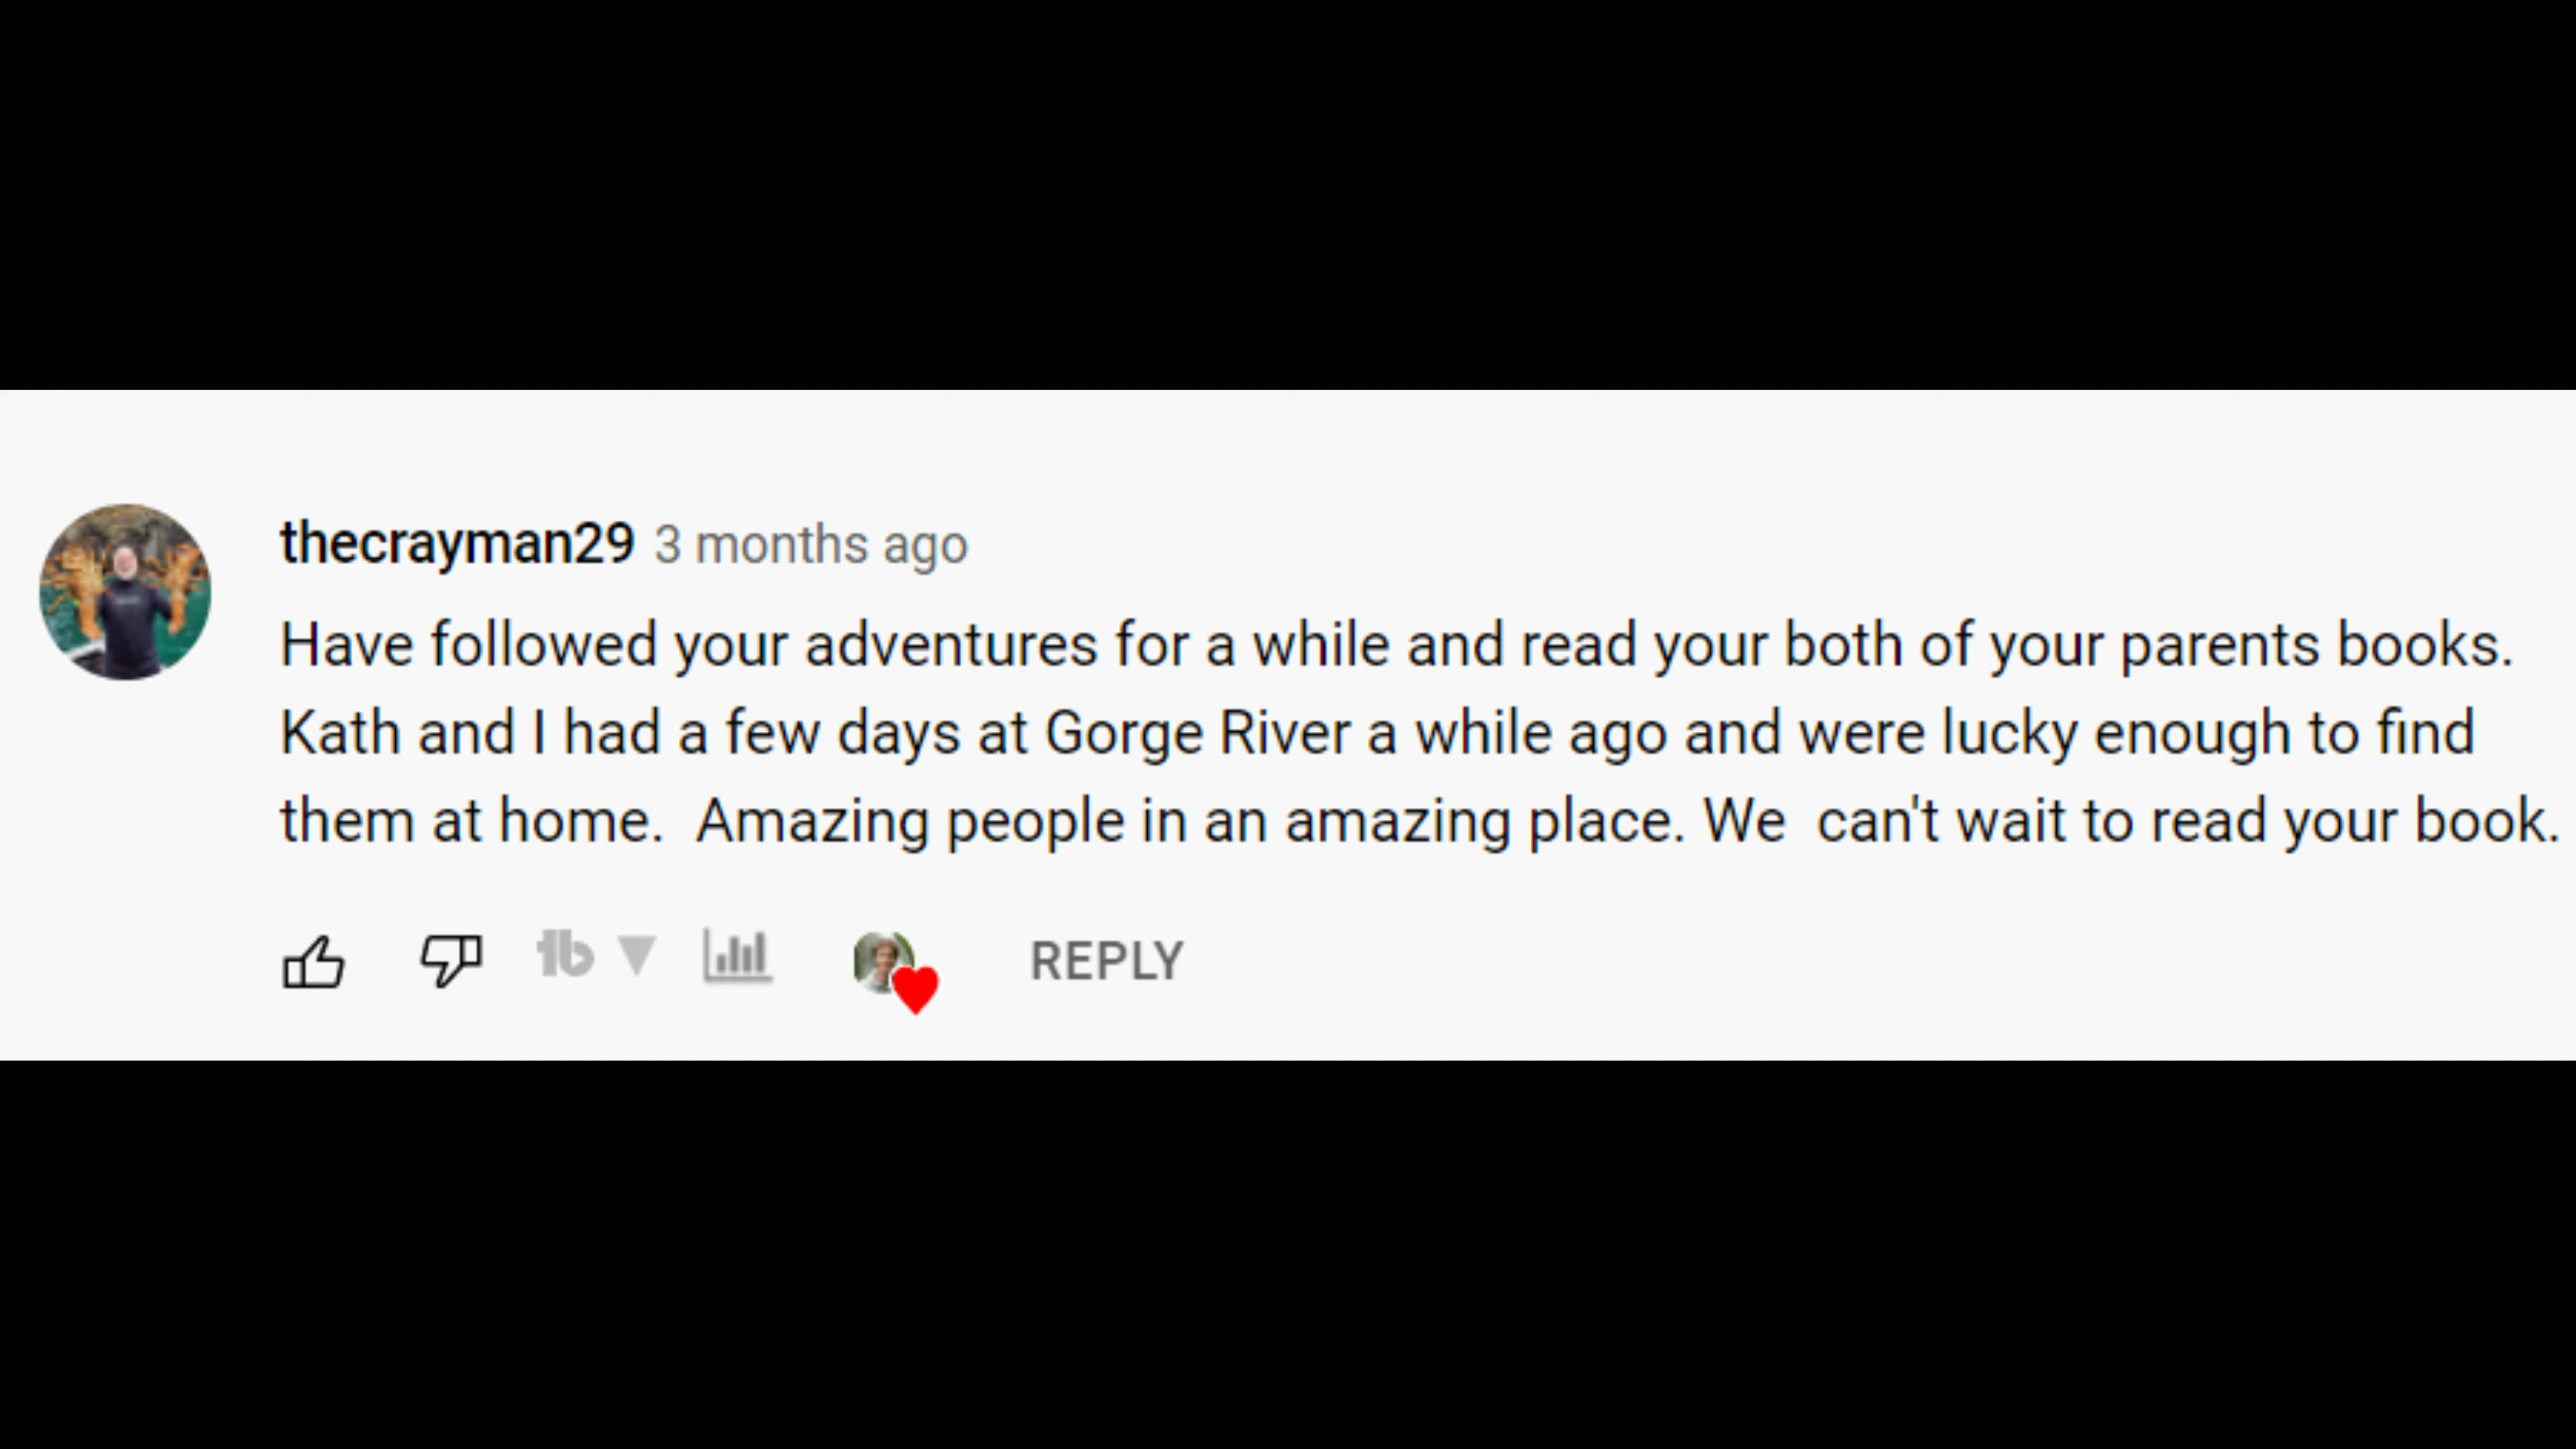 thecrayman29 3 months ago
Have followed your adventures for a while and read your both of your parents books.
Kath and I had a few days at Gorge River a while ago and were lucky enough to find
them at home.  Amazing people in an amazing place. We  can't wait to read your book.
REPLY